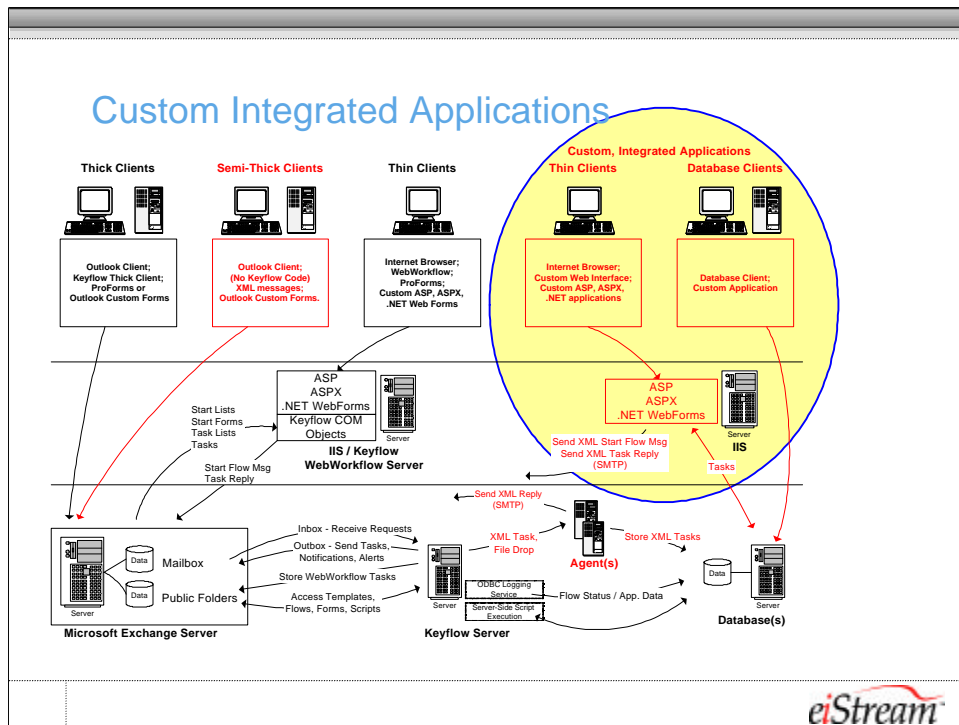 Custom Integrated Applications
Custom, Integrated Applications
Thick Clients
Semi-Thick Clients
Thin Clients
Thin Clients
Database Clients
Outlook Client;
Keyflow Thick Client;
ProForms or
Outlook Custom Forms
Outlook Client;
(No Keyflow Code)
XML messages;
Outlook Custom Forms.
Internet Browser;
WebWorkflow;
ProForms;
Custom ASP, ASPX,
.NET Web Forms
Internet Browser;
Custom Web Interface;
Custom ASP, ASPX,
.NET applications
Database Client;
Custom Application
ASP
ASPX
.NET WebForms
Keyflow COM
Objects
Server
IIS / Keyflow
WebWorkflow Server
ASP
ASPX
.NET WebForms
Server
IIS
Start Lists
Start Forms
Task Lists
Tasks
Start Flow Msg
Task Reply
Send XML Start Flow Msg
Send XML Task Reply
(SMTP)
Tasks
Send XML Reply
(SMTP)
Inbox - Receive Requests
Outbox - Send Tasks,
Notifications, Alerts
Store WebWorkflow Tasks
Access Templates,
Flows, Forms, Scripts
XML Task,
File Drop
Agent(s)
Store XML Tasks
Data
Mailbox
Data
Public Folders
Server
Microsoft Exchange Server
Server
ODBC Logging
Service
Server-Side Script
Execution
Keyflow Server
Flow Status / App. Data
Data
Server
Database(s)
eiStream